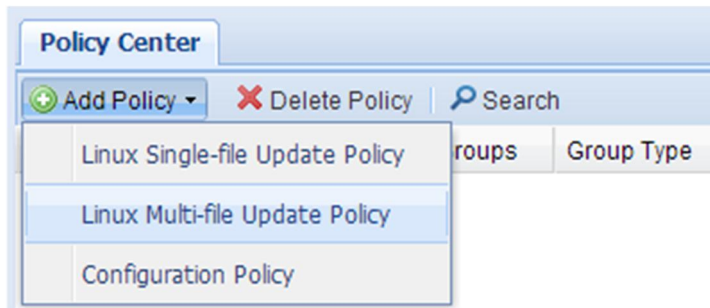 Policy Center
Add Policy Delete Policy Search
Linux Single-file Update Policy
roups Group Type
Linux Multi-file Update Policy
Configuration Policy